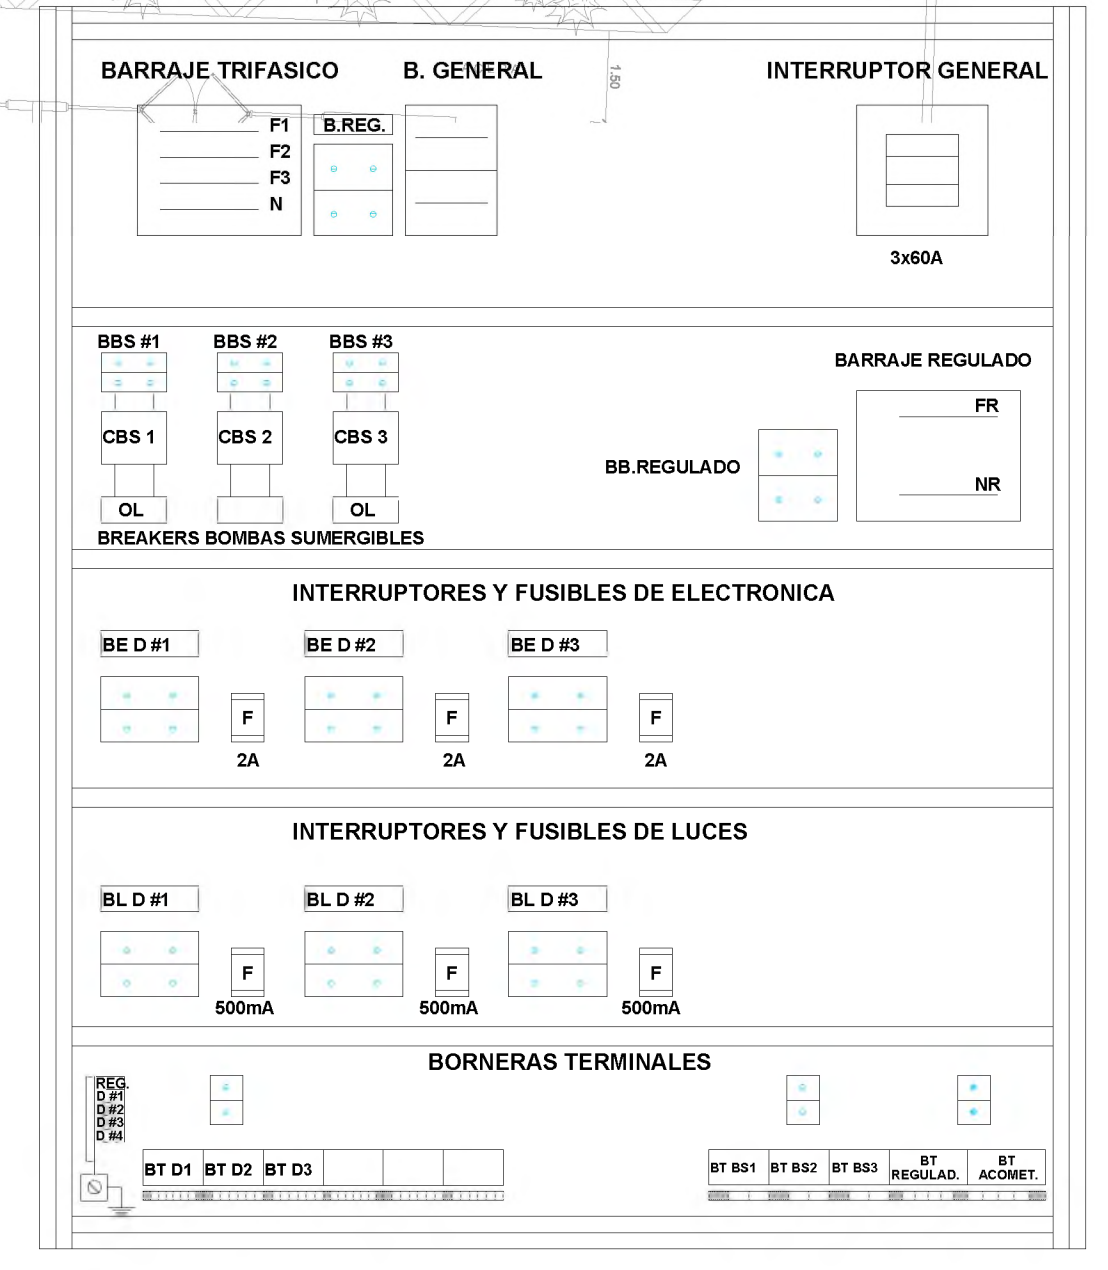 BARRAJE TRIFASICO
B. GENERAL
1.50
INTERRUPTOR GENERAL
F1
F2
F3
N
B.REG.
3x60A
BBS #1
BBS #2
BBS #3
CBS 1
CBS 2
CBS 3
OL
OL
BREAKERS BOMBAS SUMERGIBLES
BARRAJE REGULADO
FR
BB.REGULADO
NR
INTERRUPTORES Y FUSIBLES DE ELECTRONICA
BE D #1
BE D #2
BE D #3
F
F
F
2A
2A
2A
INTERRUPTORES Y FUSIBLES DE LUCES
BL D #1
BL D #2
BL D #3
F
F
F
500mA
500mA
500mA
BORNERAS TERMINALES
REG.
D #1
D #2
D #3
D #4
BT D1
BT D2
BT D3
BT BS1
BT BS2
BT BS3
BT
REGULAD.
BT
ACOMET.